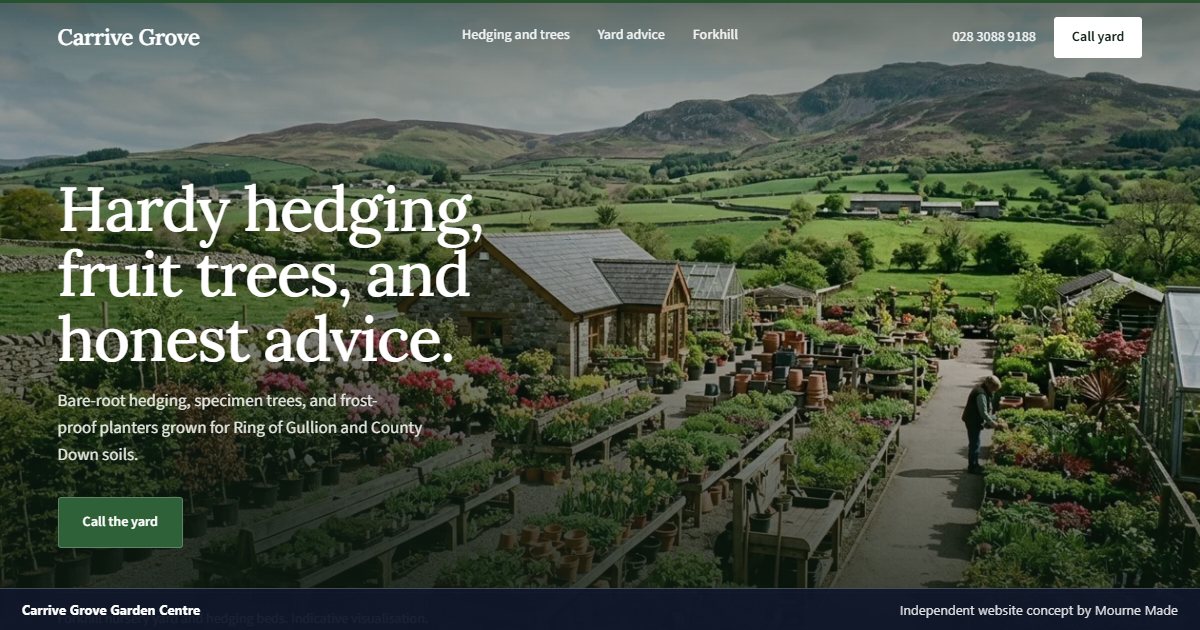 Carrive Grove
Hedging and trees
Yard advice
Forkhill
028 3088 9188
Call yard
Hardy hedging,
fruit trees, and
honest advice.
Bare-root hedging, specimen trees, and frost-
proof planters grown for Ring of Gullion and County
Down soils.
Call the yard
Forkhill nursery yard and hedging beds. Indicative visualisation.
Carrive Grove Garden Centre
Independent website concept by Mourne Made